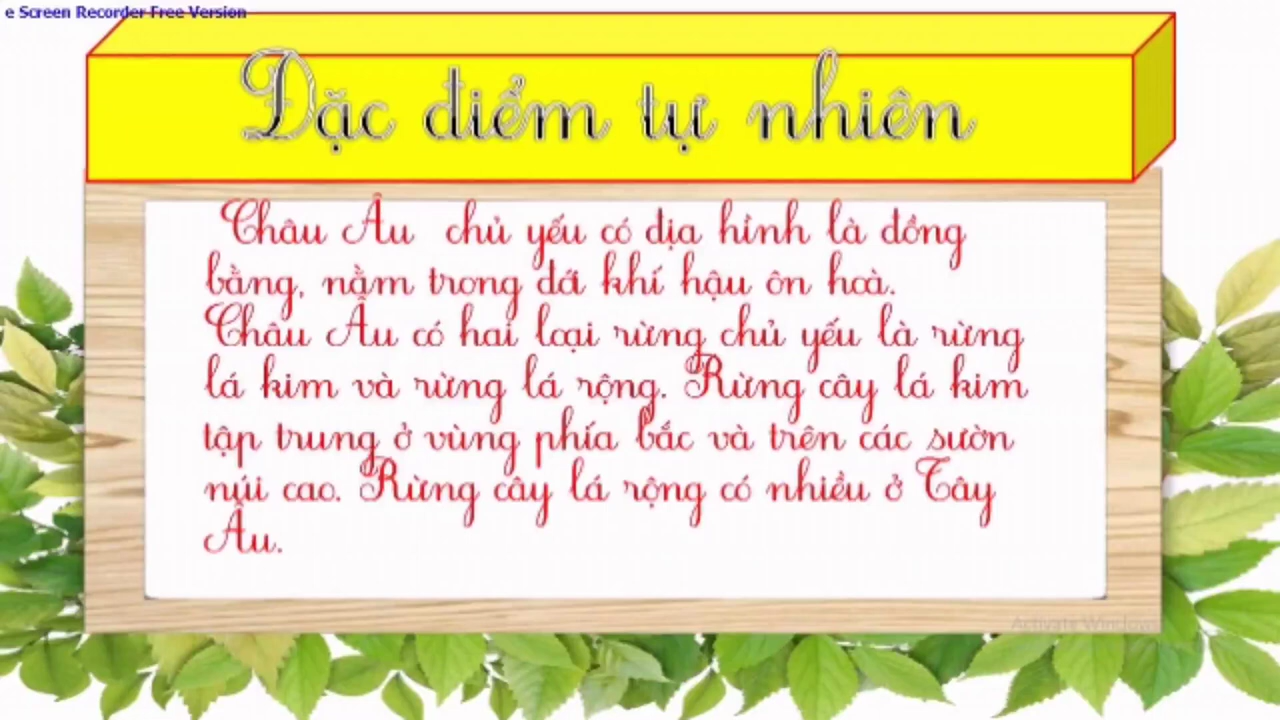 e Screen Recorder Free Version
Đặc điểm tự nhiên
Châu Âu chủ yếu có địa hình là đồng
bằng, nằm trong dới khí hậu ôn hoà.
Châu Âu có hai loại rừng chủ yếu là rừng
lá kim và rừng lá rộng. Rừng cây lá kim
tập trung ở vùng phía bắc và trên các sườn
núi cao. Rừng cây lá rộng có nhiều ở Tây
Âu.
Activate Windows